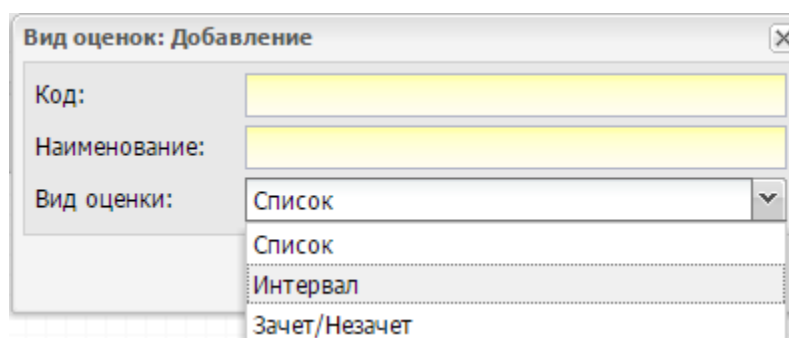 Вид оценок: Добавление
Код:
Наименование:
Вид оценки: Список
Список
Интервал
Зачет/Незачет